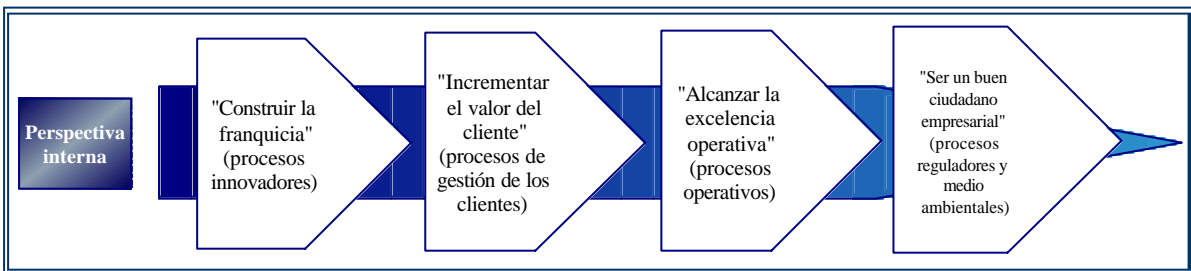 Perspectiva
interna
"Construir la
franquicia"
(procesos
innovadores)
"Incrementar
el valor del
cliente"
(procesos de
gestión de los
clientes)
"Alcanzar la
excelencia
operativa"
(procesos
operativos)
"Ser un buen
ciudadano
empresarial"
(procesos
reguladores y
medio
ambientales)